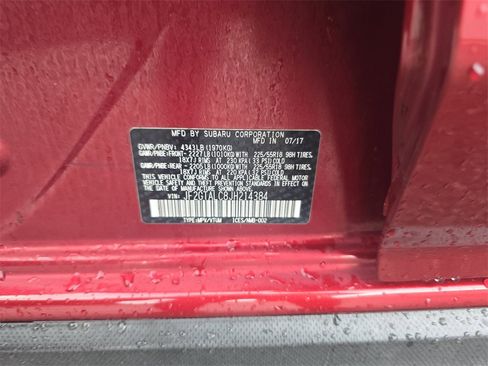 MFD BY SUBARU CORPORATION
MFD IN 07/17
GVWR/PNBV: 4343LB (1970KG)
GAWR/PNBE:FRONT- 2227LB(1010KG)WITH 225/55R18 98H TIRES,
18X7J RIMS AT 230 KPA(33 PSI)COLD
GAWR/PNBE:REAR - 2205LB(1000KG)WITH 225/55R18 98H TIRES,
18X7J RIMS AT 220 KPA(32 PSI)COLD
THIS VEHICLE CONFORMS TO ALL APPLICABLE
FEDERAL MOTOR VEHICLE SAFETY
STANDARDS IN EFFECT ON THE DATE
OF MANUFACTURE SHOWN ABOVE.
VIN: JF2GTALC8JH214384
TYPE:MPV/VTUM ICES/NMB-002